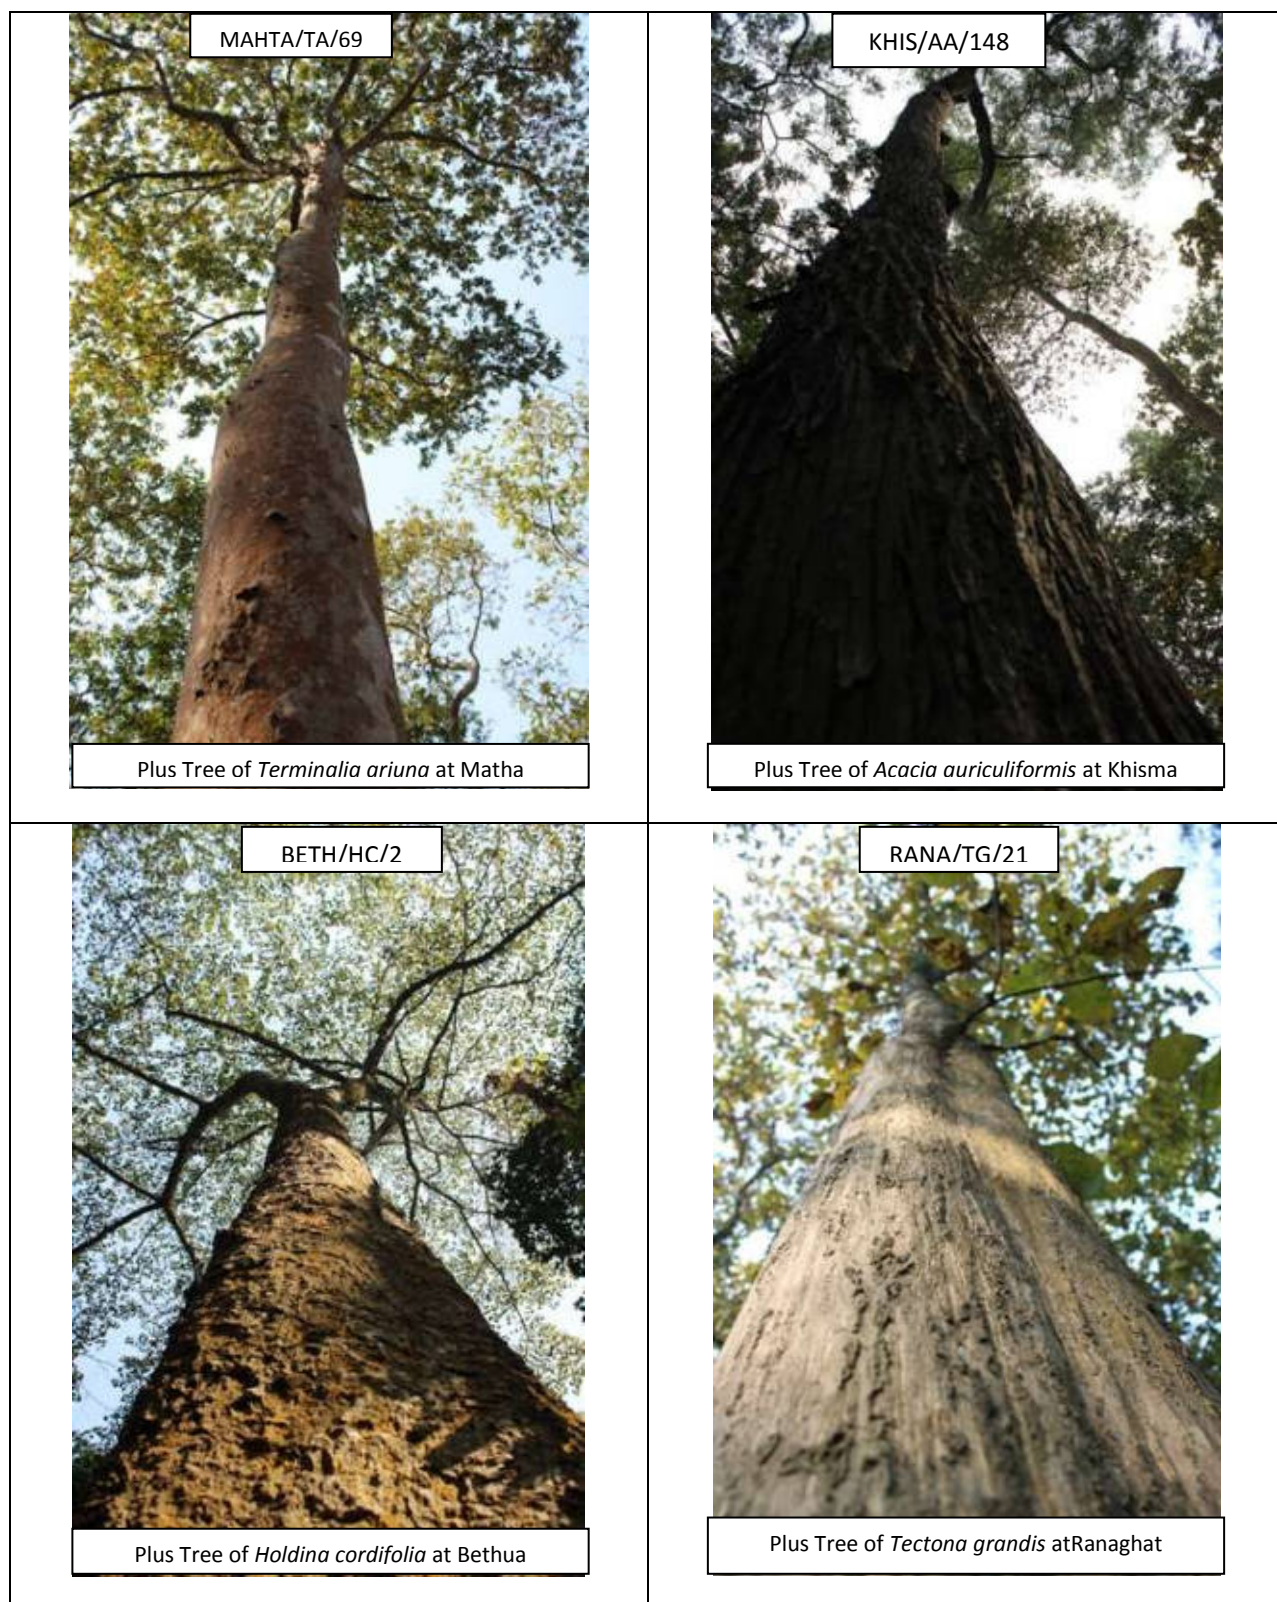 MAHTA/TA/69
KHIS/AA/148
Plus Tree of Terminalia ariuna at Matha
Plus Tree of Acacia auriculiformis at Khisma
BETH/HC/2
RANA/TG/21
Plus Tree of Holdina cordifolia at Bethua
Plus Tree of Tectona grandis atRanaghat